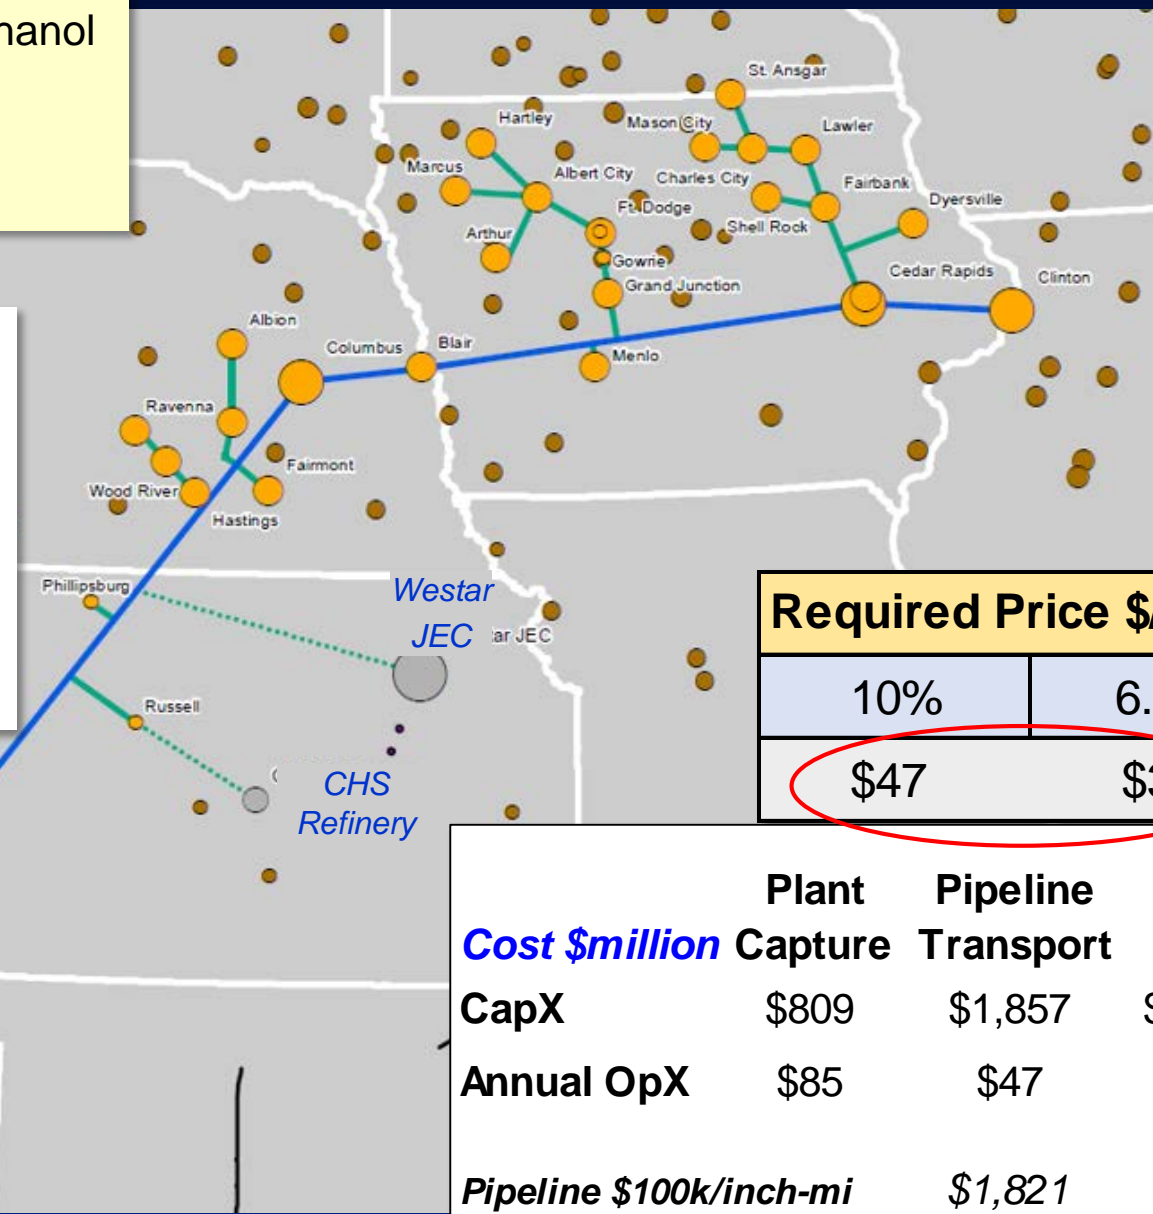 St. Ansgar
Hartley
Mason City
Lawler
Marcus
Albert City
Charles City
Fairbank
Ft. Dodge
Dyersville
Arthur
Shell Rock
Gowrie
Cedar Rapids
Clinton
Grand Junction
Albion
Columbus
Blair
Menlo
Ravenna
Fairmont
Wood River
Hastings
Phillipsburg
Westar
JEC
JEC
Russell
CHS
Refinery
Required Price
10%
$47
Plant Pipeline
Cost $million Capture Transport
CapX $809 $1,857
Annual OpX $85 $47
Pipeline $100k/inch-mi $1,821